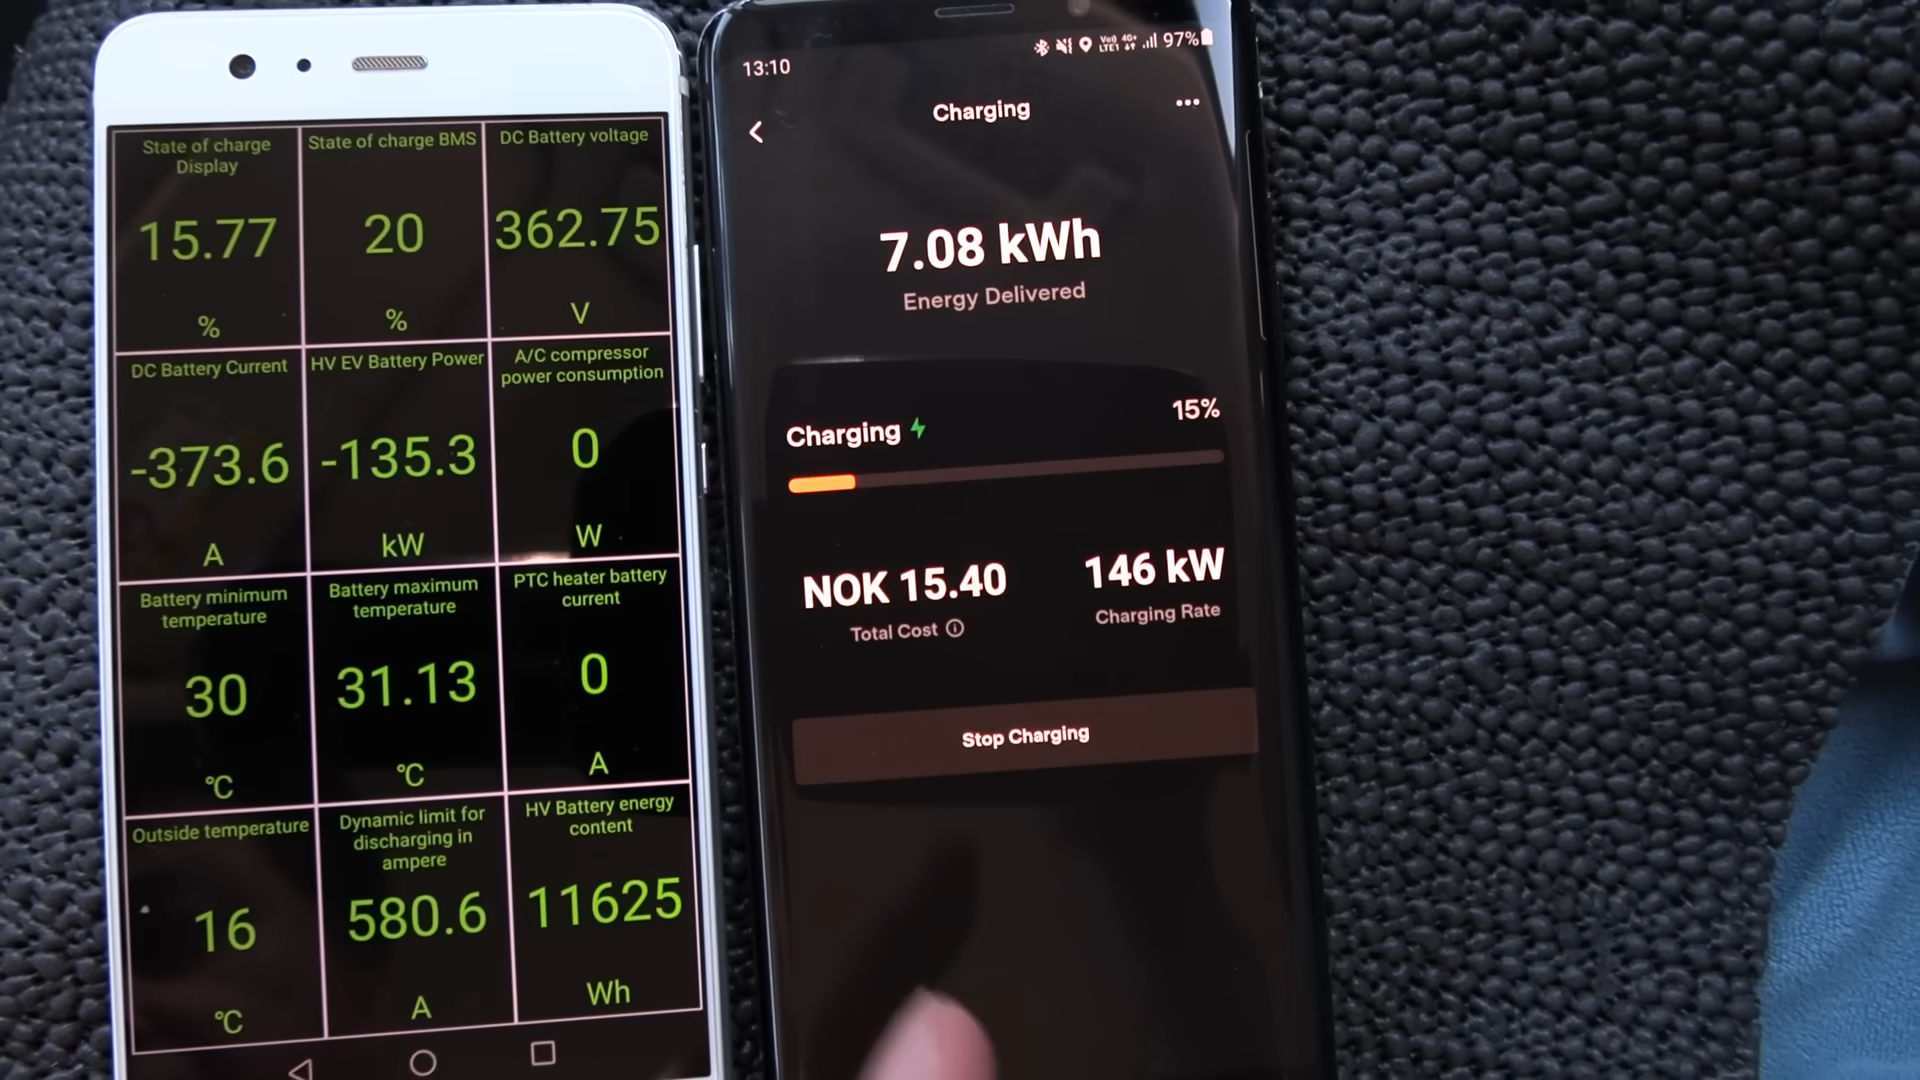 State of charge
Display
15.77
%
State of charge BMS
20
%
DC Battery voltage
362.75
V
DC Battery Current
-373.6
A
HV EV Battery Power
-135.3
kW
A/C compressor
power consumption
0
W
Battery minimum
temperature
30
℃
Battery maximum
temperature
31.13
℃
PTC heater battery
current
0
A
Outside temperature
16
℃
Dynamic limit for
discharging in
ampere
580.6
A
HV Battery energy
content
11625
Wh
13:10
97%
Charging
7.08 kWh
Energy Delivered
Charging
15%
NOK 15.40
Total Cost
146 kW
Charging Rate
Stop Charging